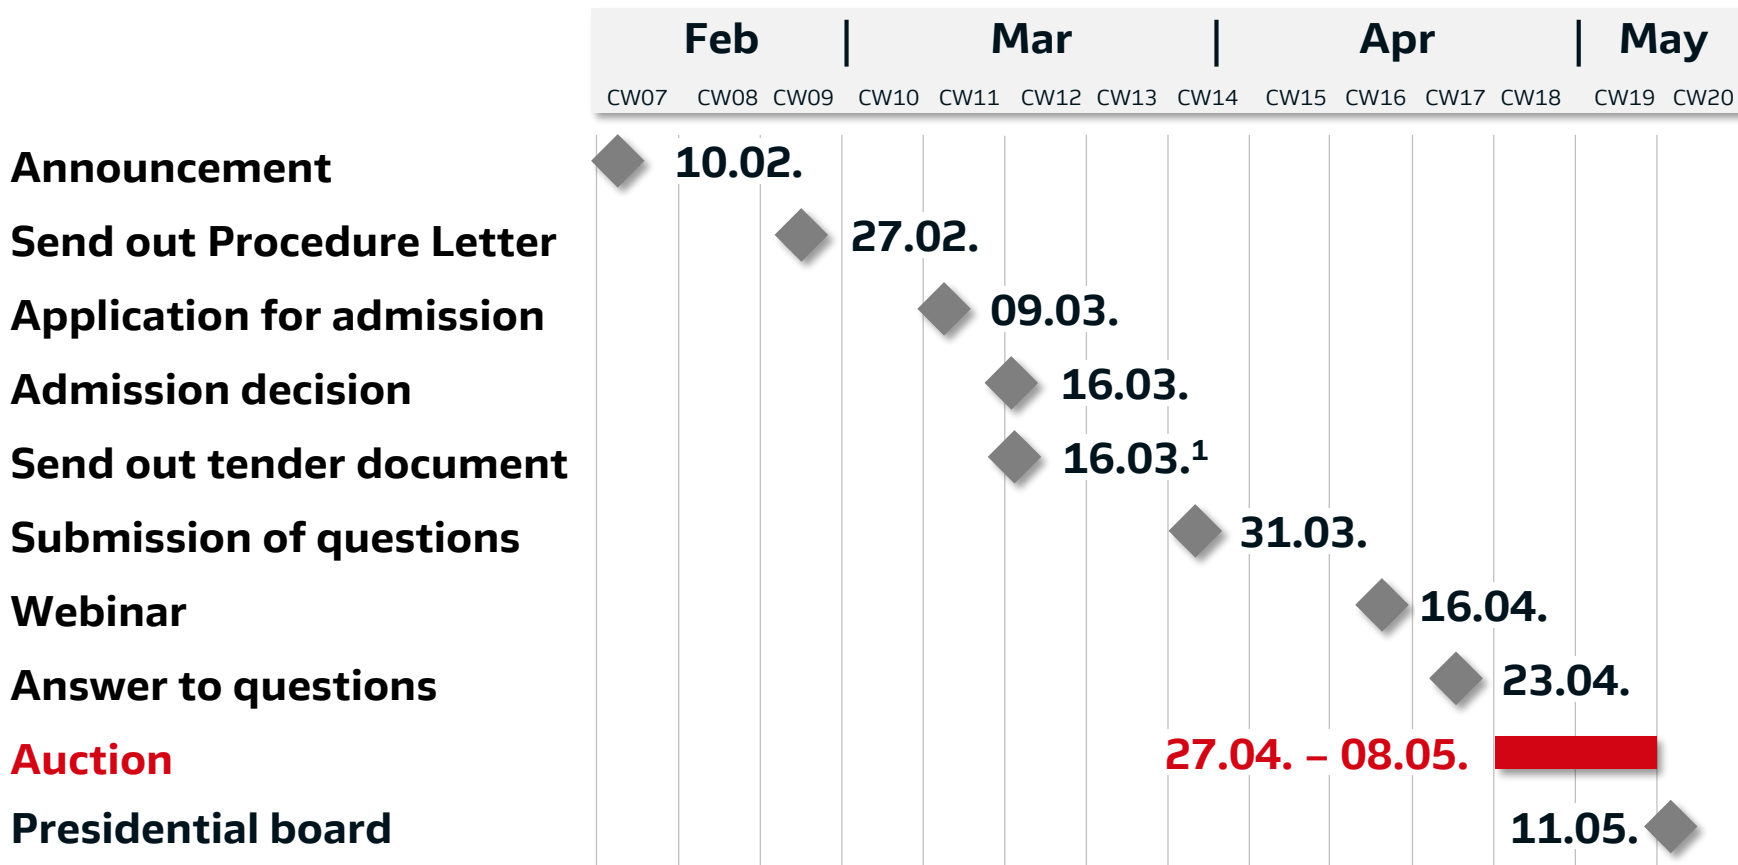 Feb | Mar | Apr | May
CW07 CW08 CW09 CW10 CW11 CW12 CW13 CW14 CW15 CW16 CW17 CW18 CW19 CW20
Announcement 10.02.
Send out Procedure Letter 27.02.
Application for admission 09.03.
Admission decision 16.03.
Send out tender document 16.03.¹
Submission of questions 31.03.
Webinar 16.04.
Answer to questions 23.04.
Auction 27.04. – 08.05.
Presidential board 11.05.